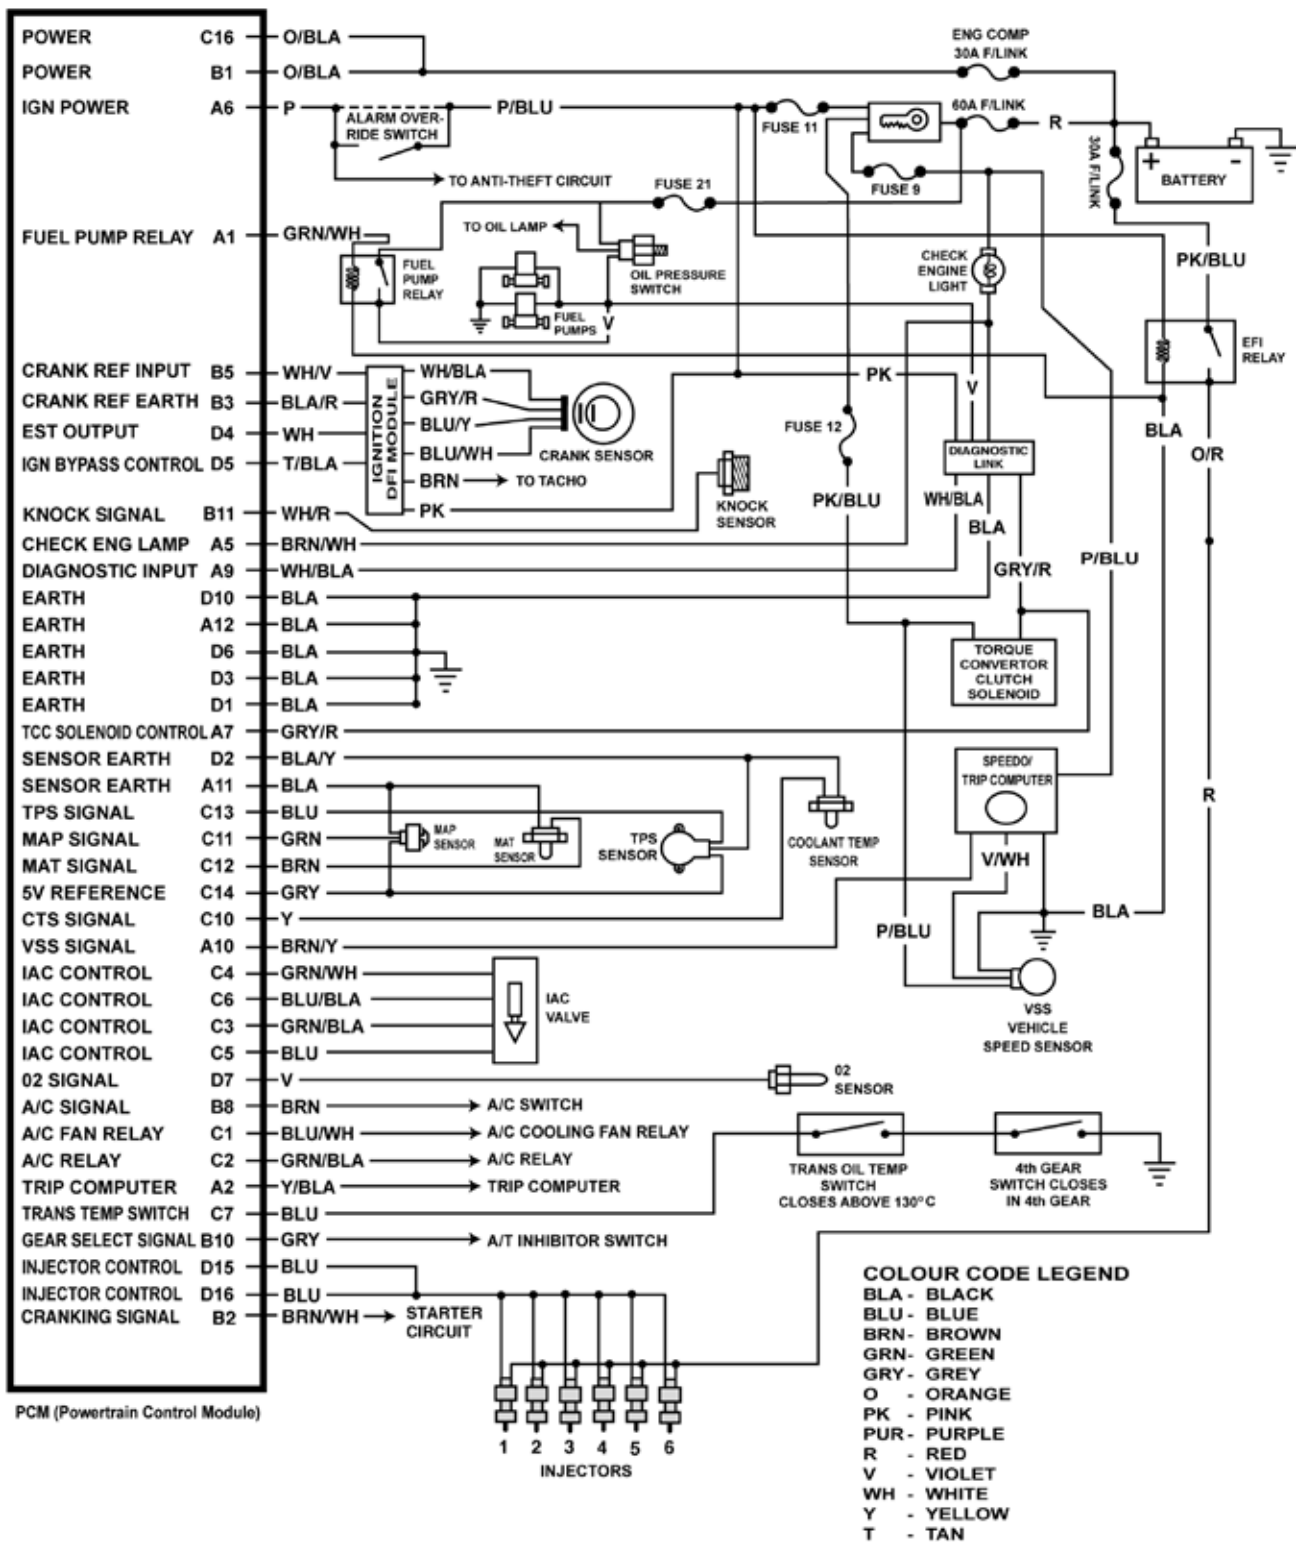 POWER C16 O/BLA
POWER B1 O/BLA
IGN POWER A6 P P/BLU
ENG COMP
30A F/LINK
60A F/LINK
R
FUSE 11
ALARM OVER-
RIDE SWITCH
TO ANTI-THEFT CIRCUIT
FUSE 21
FUSE 9
30A F/LINK
+ -
BATTERY
TO OIL LAMP
FUEL PUMP RELAY A1 GRN/WH
FUEL
PUMP
RELAY
OIL PRESSURE
SWITCH
FUEL
PUMPS
V
CHECK
ENGINE
LIGHT
PK/BLU
EFI
RELAY
CRANK REF INPUT B5 WH/V
CRANK REF EARTH B3 BLA/R
EST OUTPUT D4 WH
IGN BYPASS CONTROL D5 T/BLA
IGNITION
DFI MODULE
WH/BLA
GRY/R
BLU/Y
BLU/WH
BRN TO TACHO
PK
CRANK SENSOR
PK
V
FUSE 12
BLA
O/R
DIAGNOSTIC
LINK
KNOCK
SENSOR
PK/BLU
WH/BLA
BLA
GRY/R
P/BLU
KNOCK SIGNAL B11 WH/R
CHECK ENG LAMP A5 BRN/WH
DIAGNOSTIC INPUT A9 WH/BLA
EARTH D10 BLA
EARTH A12 BLA
EARTH D6 BLA
EARTH D3 BLA
EARTH D1 BLA
TORQUE
CONVERTOR
CLUTCH
SOLENOID
TCC SOLENOID CONTROL A7 GRY/R
SENSOR EARTH D2 BLA/Y
SENSOR EARTH A11 BLA
TPS SIGNAL C13 BLU
MAP SIGNAL C11 GRN
MAT SIGNAL C12 BRN
5V REFERENCE C14 GRY
CTS SIGNAL C10 Y
VSS SIGNAL A10 BRN/Y
MAP
SENSOR
MAT
SENSOR
TPS
SENSOR
COOLANT TEMP
SENSOR
SPEEDO/
TRIP COMPUTER
R
V/WH
BLA
P/BLU
VSS
VEHICLE
SPEED SENSOR
IAC CONTROL C4 GRN/WH
IAC CONTROL C6 BLU/BLA
IAC CONTROL C3 GRN/BLA
IAC CONTROL C5 BLU
IAC
VALVE
02 SIGNAL D7 V
02
SENSOR
A/C SIGNAL B8 BRN A/C SWITCH
A/C FAN RELAY C1 BLU/WH A/C COOLING FAN RELAY
A/C RELAY C2 GRN/BLA A/C RELAY
TRIP COMPUTER A2 Y/BLA TRIP COMPUTER
TRANS TEMP SWITCH C7 BLU
TRANS OIL TEMP
SWITCH
CLOSES ABOVE 130°C
4th GEAR
SWITCH CLOSES
IN 4th GEAR
GEAR SELECT SIGNAL B10 GRY A/T INHIBITOR SWITCH
INJECTOR CONTROL D15 BLU
INJECTOR CONTROL D16 BLU
CRANKING SIGNAL B2 BRN/WH STARTER
CIRCUIT
PCM (Powertrain Control Module)
1 2 3 4 5 6
INJECTORS
COLOUR CODE LEGEND
BLA - BLACK
BLU - BLUE
BRN - BROWN
GRN - GREEN
GRY - GREY
O - ORANGE
PK - PINK
PUR - PURPLE
R - RED
V - VIOLET
WH - WHITE
Y - YELLOW
T - TAN